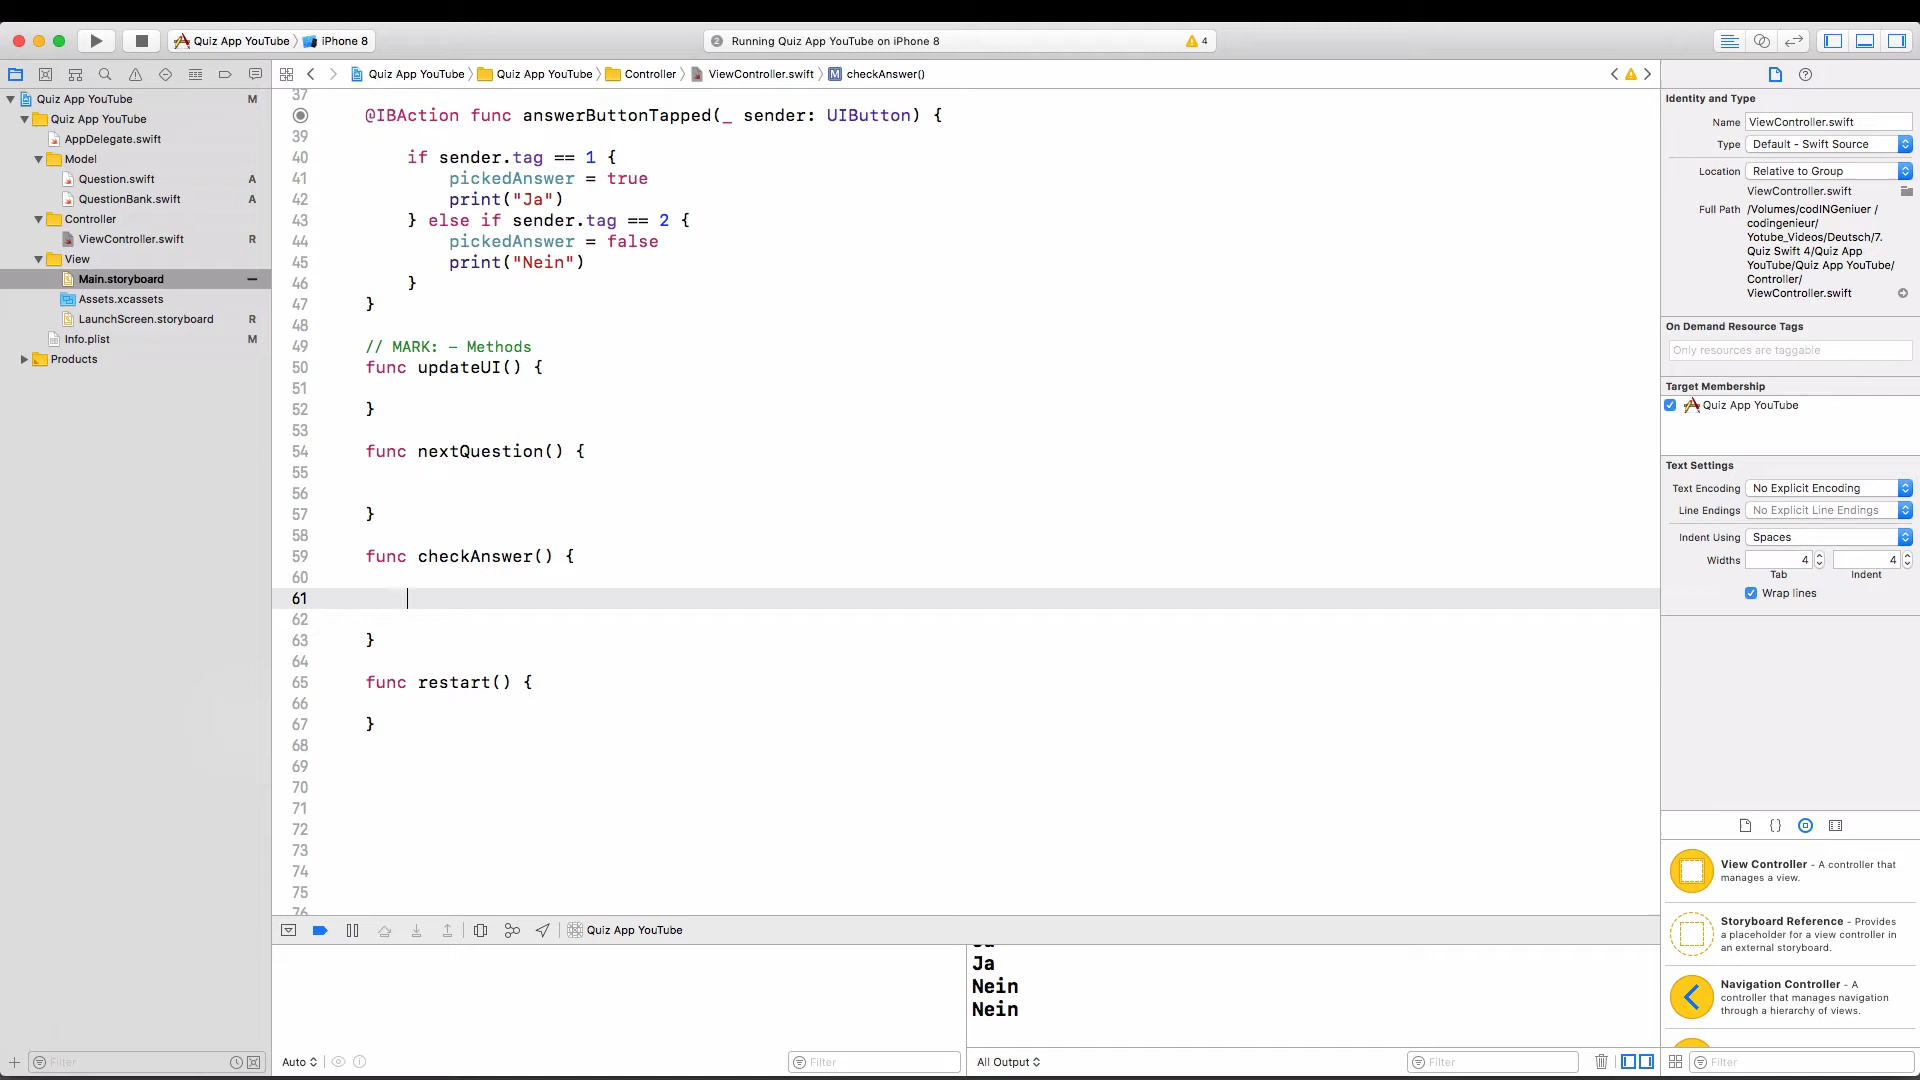 Quiz App YouTube
iPhone 8
Running Quiz App YouTube on iPhone 8
4
Quiz App YouTube
Quiz App YouTube
Controller
ViewController.swift
checkAnswer()
Quiz App YouTube M
Quiz App YouTube
AppDelegate.swift
Model
Question.swift A
QuestionBank.swift A
Controller
ViewController.swift R
View
Main.storyboard
Assets.xcassets
LaunchScreen.storyboard R
Info.plist M
Products
Filter
37
@IBAction func answerButtonTapped(_ sender: UIButton) {
39
40 if sender.tag == 1 {
41 pickedAnswer = true
42 print("Ja")
43 } else if sender.tag == 2 {
44 pickedAnswer = false
45 print("Nein")
46 }
47 }
48
49 // MARK: - Methods
50 func updateUI() {
51
52 }
53
54 func nextQuestion() {
55
56
57 }
58
59 func checkAnswer() {
60
61
62
63 }
64
65 func restart() {
66
67 }
68
69
70
71
72
73
74
75
76
Quiz App YouTube
Auto
Filter
Ja
Nein
Nein
All Output
Filter
Identity and Type
Name ViewController.swift
Type Default - Swift Source
Location Relative to Group
ViewController.swift
Full Path /Volumes/codINGeniuer /
codingenieur/
Yotube_Videos/Deutsch/7.
Quiz Swift 4/Quiz App
YouTube/Quiz App YouTube/
Controller/
ViewController.swift
On Demand Resource Tags
Only resources are taggable
Target Membership
Quiz App YouTube
Text Settings
Text Encoding No Explicit Encoding
Line Endings No Explicit Line Endings
Indent Using Spaces
Widths 4 4
Tab Indent
Wrap lines
View Controller - A controller that
manages a view.
Storyboard Reference - Provides
a placeholder for a view controller in
an external storyboard.
Navigation Controller - A
controller that manages navigation
through a hierarchy of views.
Filter